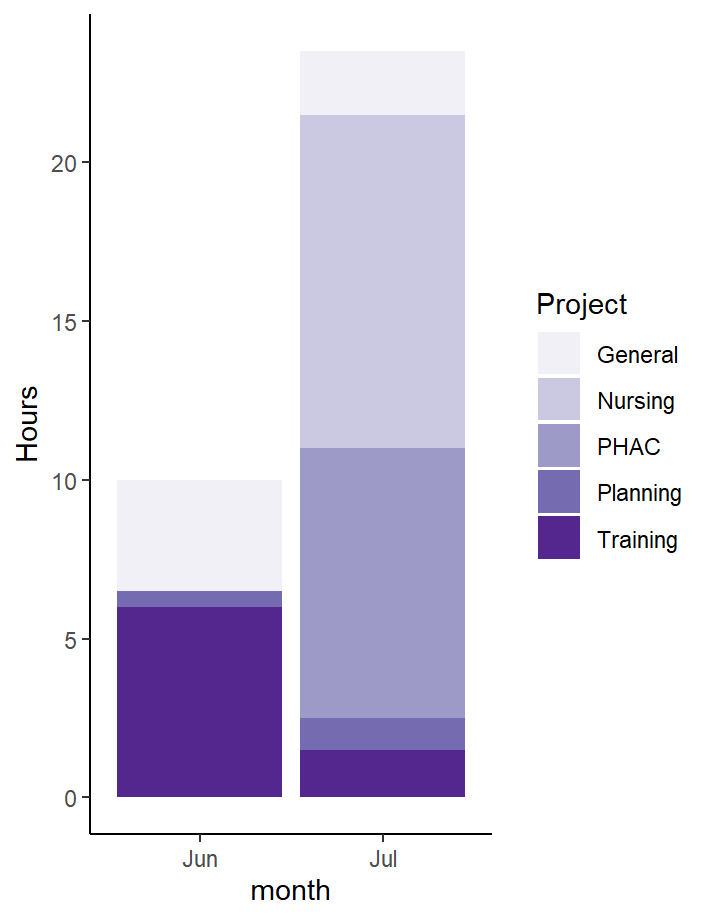 Hours
20
15
10
5
0
Jun
Jul
month
Project
General
Nursing
PHAC
Planning
Training